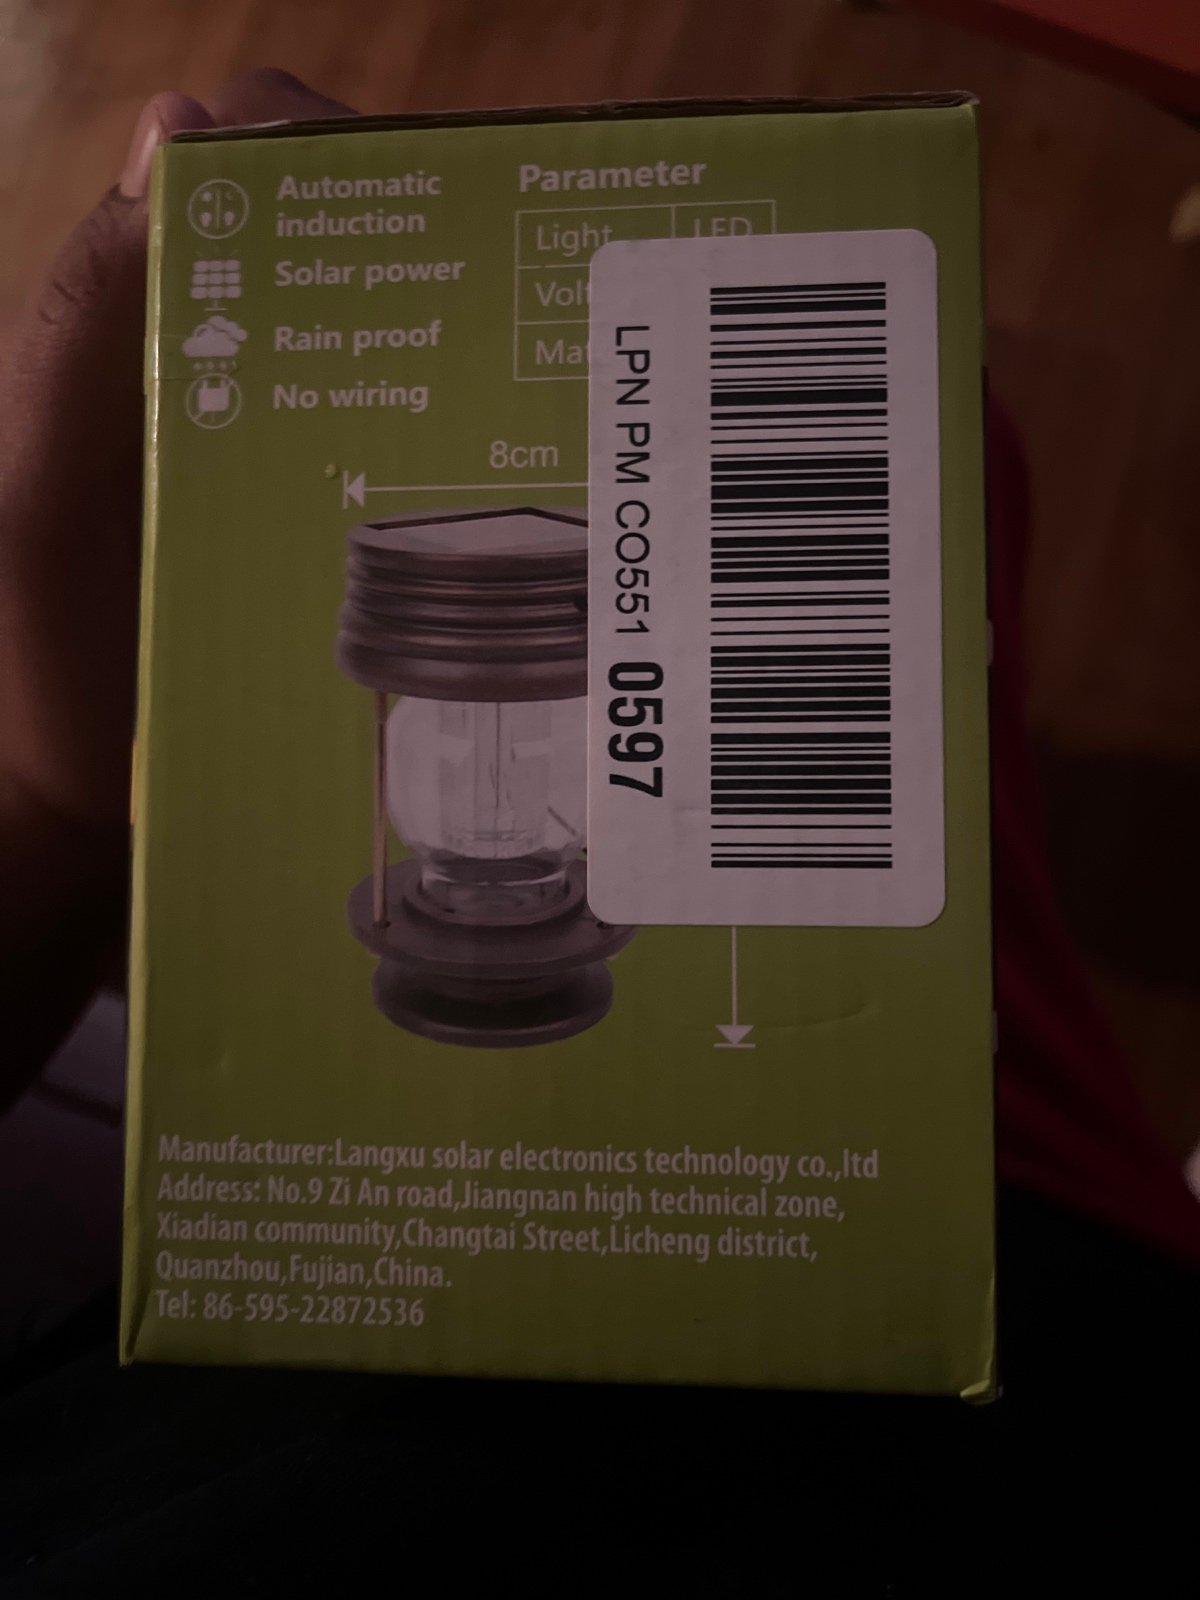 Automatic
induction
Solar power
Rain proof
No wiring
Parameter
Light LED
8cm
LPN PM CO551 0597
Manufacturer:Langxu solar electronics technology co.,ltd
Address: No.9 Zi An road,Jiangnan high technical zone,
Xiadian community,Changtai Street,Licheng district,
Quanzhou,Fujian,China.
Tel: 86-595-22872536